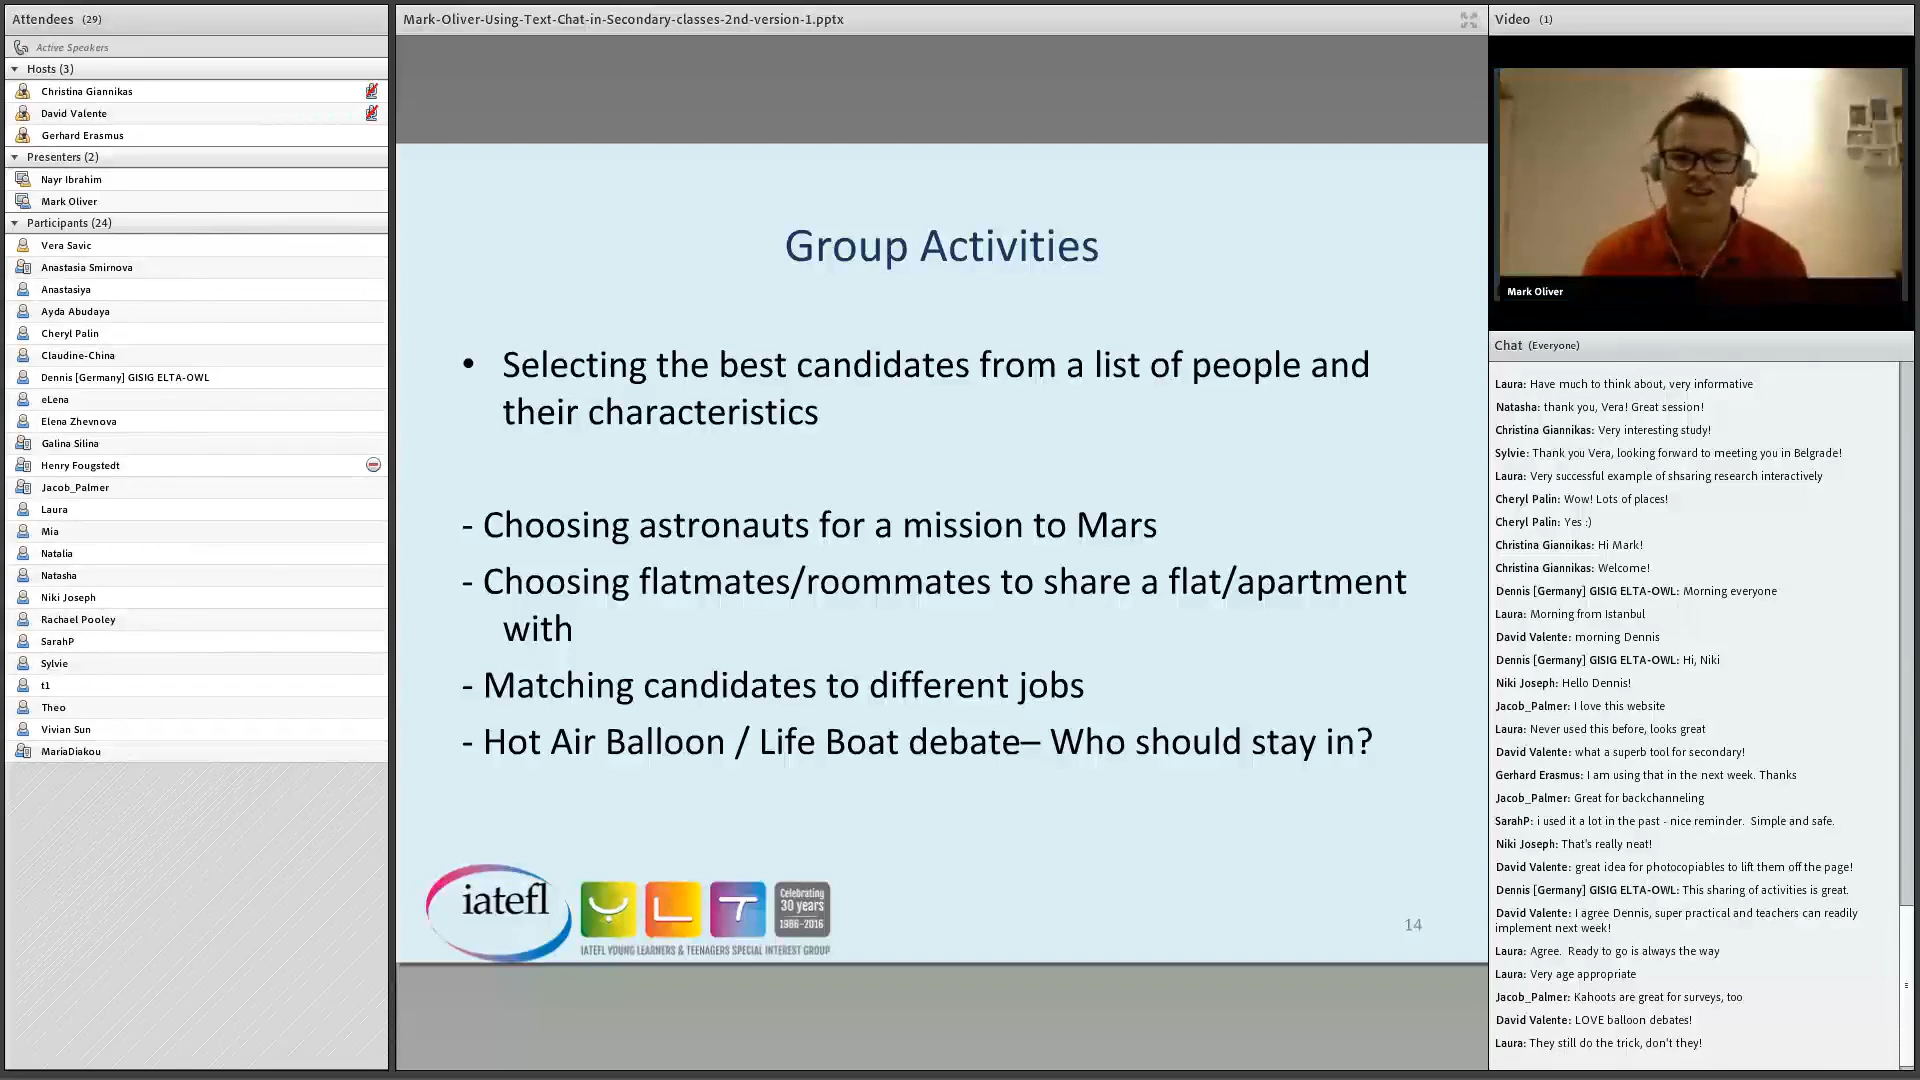 Attendees (29)
Active Speakers
Hosts (3)
Christina Giannikas
David Valente
Gerhard Erasmus
Presenters (2)
Nayr Ibrahim
Mark Oliver
Participants (24)
Vera Savic
Anastasia Smirnova
Anastasiya
Ayda Abudaya
Cheryl Palin
Claudine-China
Dennis [Germany] GISIG ELTA-OWL
eLena
Elena Zhevnova
Galina Silina
Henry Fougstedt
Jacob_Palmer
Laura
Mia
Natalia
Natasha
Niki Joseph
Rachael Pooley
SarahP
Sylvie
t1
Theo
Vivian Sun
MariaDiakou
Mark-Oliver-Using-Text-Chat-in-Secondary-classes-2nd-version-1.pptx
Group Activities
• Selecting the best candidates from a list of people and
their characteristics
- Choosing astronauts for a mission to Mars
- Choosing flatmates/roommates to share a flat/apartment
with
- Matching candidates to different jobs
- Hot Air Balloon / Life Boat debate– Who should stay in?
iatefl
Y L T
Celebrating
30 years
1986–2016
IATEFL YOUNG LEARNERS & TEENAGERS SPECIAL INTEREST GROUP
14
Video (1)
Mark Oliver
Chat (Everyone)
Laura: Have much to think about, very informative
Natasha: thank you, Vera! Great session!
Christina Giannikas: Very interesting study!
Sylvie: Thank you Vera, looking forward to meeting you in Belgrade!
Laura: Very successful example of shsaring research interactively
Cheryl Palin: Wow! Lots of places!
Cheryl Palin: Yes :)
Christina Giannikas: Hi Mark!
Christina Giannikas: Welcome!
Dennis [Germany] GISIG ELTA-OWL: Morning everyone
Laura: Morning from Istanbul
David Valente: morning Dennis
Dennis [Germany] GISIG ELTA-OWL: Hi, Niki
Niki Joseph: Hello Dennis!
Jacob_Palmer: I love this website
Laura: Never used this before, looks great
David Valente: what a superb tool for secondary!
Gerhard Erasmus: I am using that in the next week. Thanks
Jacob_Palmer: Great for backchanneling
SarahP: i used it a lot in the past - nice reminder. Simple and safe.
Niki Joseph: That's really neat!
David Valente: great idea for photocopiables to lift them off the page!
Dennis [Germany] GISIG ELTA-OWL: This sharing of activities is great.
David Valente: I agree Dennis, super practical and teachers can readily
implement next week!
Laura: Agree. Ready to go is always the way
Laura: Very age appropriate
Jacob_Palmer: Kahoots are great for surveys, too
David Valente: LOVE balloon debates!
Laura: They still do the trick, don't they!